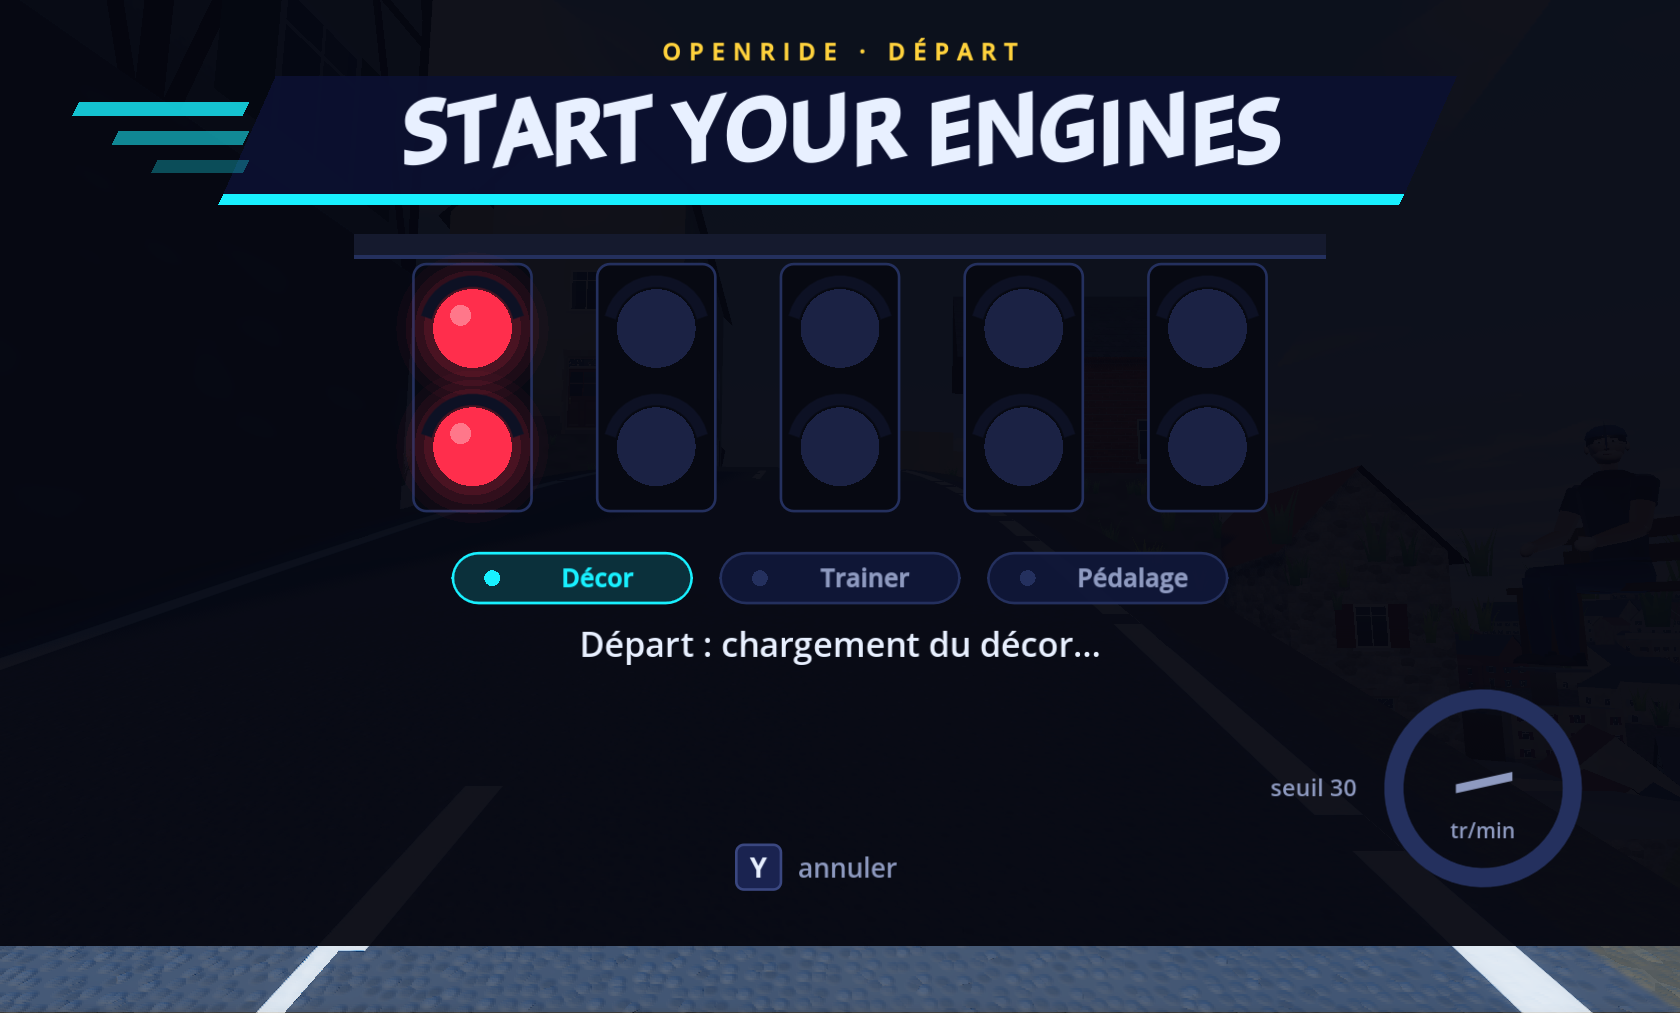 OPENRIDE · DÉPART
START YOUR ENGINES
Décor
Trainer
Pédalage
Départ : chargement du décor...
seuil 30
tr/min
Y annuler